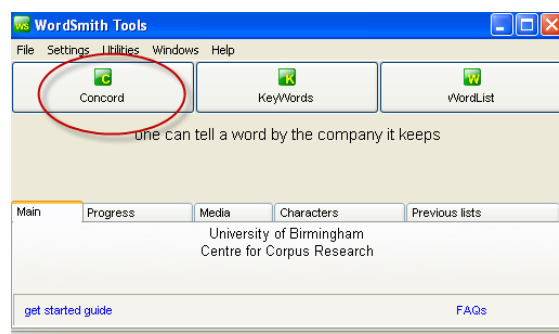 WS WordSmith Tools
File Settings Utilities Windows Help
C K W
Concord KeyWords WordList
one can tell a word by the company it keeps
Main Progress Media Characters Previous lists
University of Birmingham
Centre for Corpus Research
get started guide FAQs